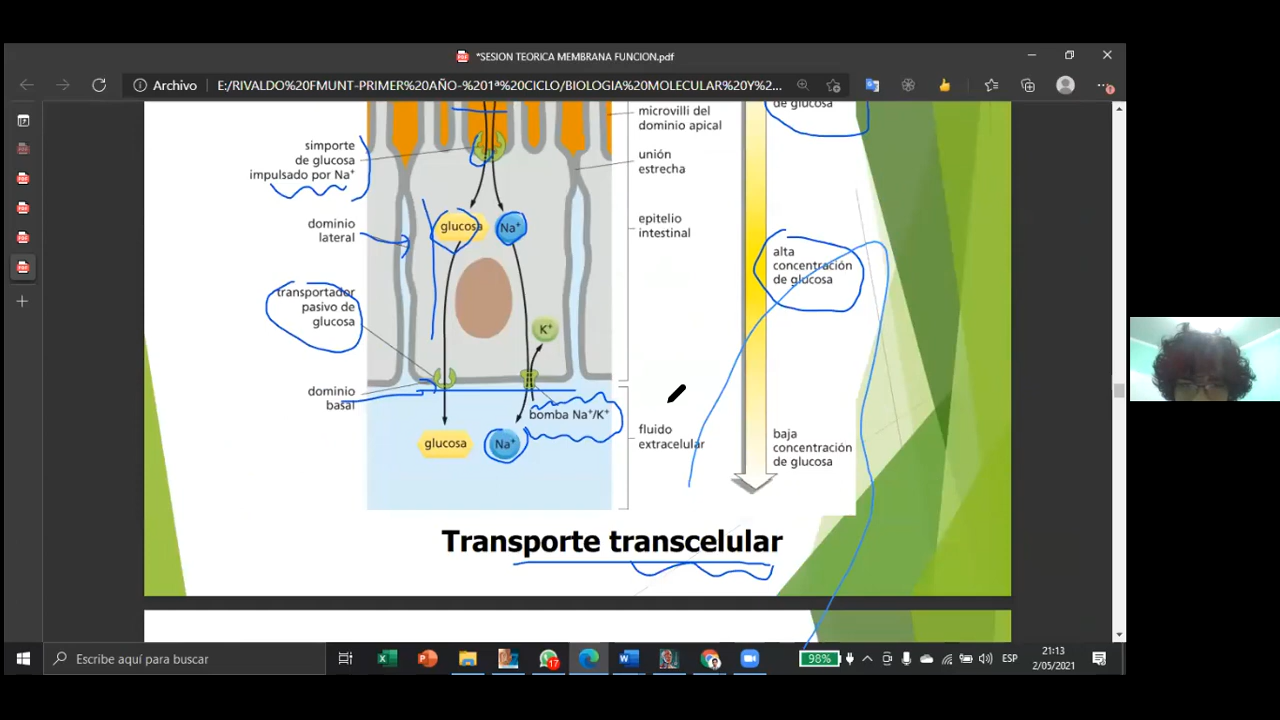 *SESION TEORICA MEMBRANA FUNCION.pdf
Archivo
E:/RIVALDO%20FMUNT-PRIMER%20AÑO-%201ª%20CICLO/BIOLOGIA%20MOLECULAR%20Y%2...
microvilli del
dominio apical
de glucosa
simporte
de glucosa
impulsado por Na⁺
unión
estrecha
dominio
lateral
glucosa
Na⁺
epitelio
intestinal
alta
concentración
de glucosa
transportador
pasivo de
glucosa
K⁺
dominio
basal
bomba Na⁺/K⁺
glucosa
Na⁺
fluido
extracelular
baja
concentración
de glucosa
Transporte transcelular
Escribe aquí para buscar
17
98%
ESP
21:13
2/05/2021